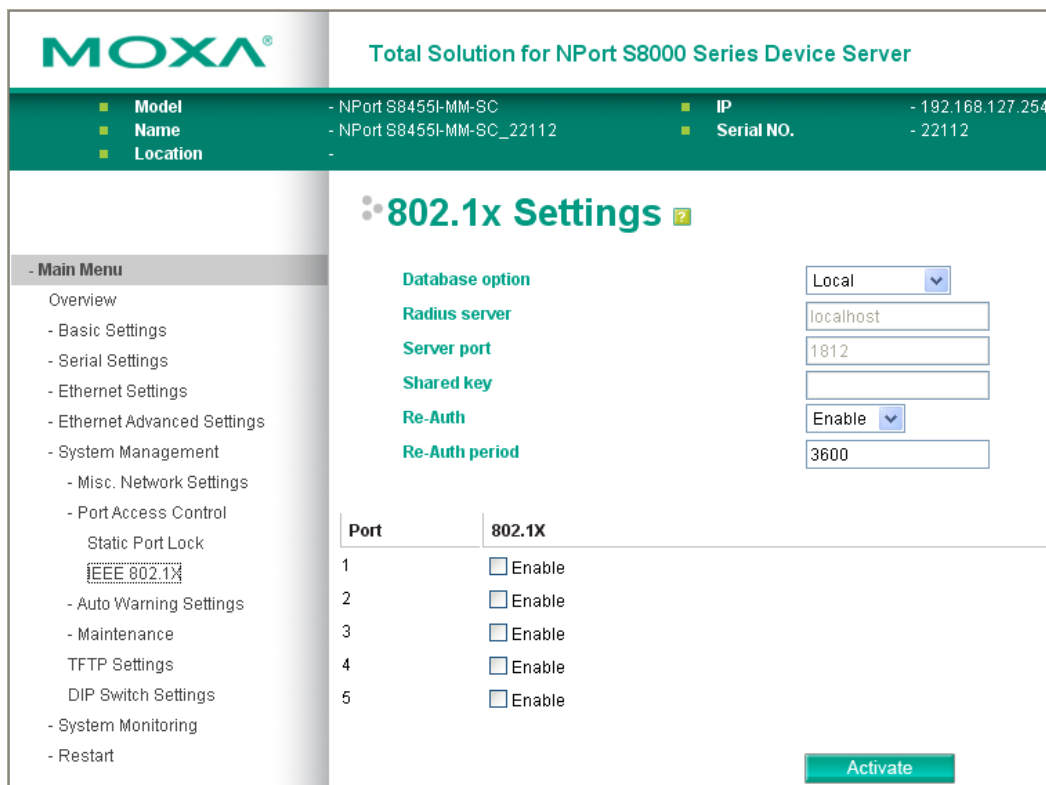 MOXA®
Total Solution for NPort S8000 Series Device Server
Model - NPort S8455I-MM-SC IP - 192.168.127.254
Name - NPort S8455I-MM-SC_22112 Serial NO. - 22112
Location -
802.1x Settings ?
- Main Menu
Overview
- Basic Settings
- Serial Settings
- Ethernet Settings
- Ethernet Advanced Settings
- System Management
- Misc. Network Settings
- Port Access Control
Static Port Lock
IEEE 802.1X
- Auto Warning Settings
- Maintenance
TFTP Settings
DIP Switch Settings
- System Monitoring
- Restart
Database option Local
Radius server localhost
Server port 1812
Shared key
Re-Auth Enable
Re-Auth period 3600
Port 802.1X
1 Enable
2 Enable
3 Enable
4 Enable
5 Enable
Activate